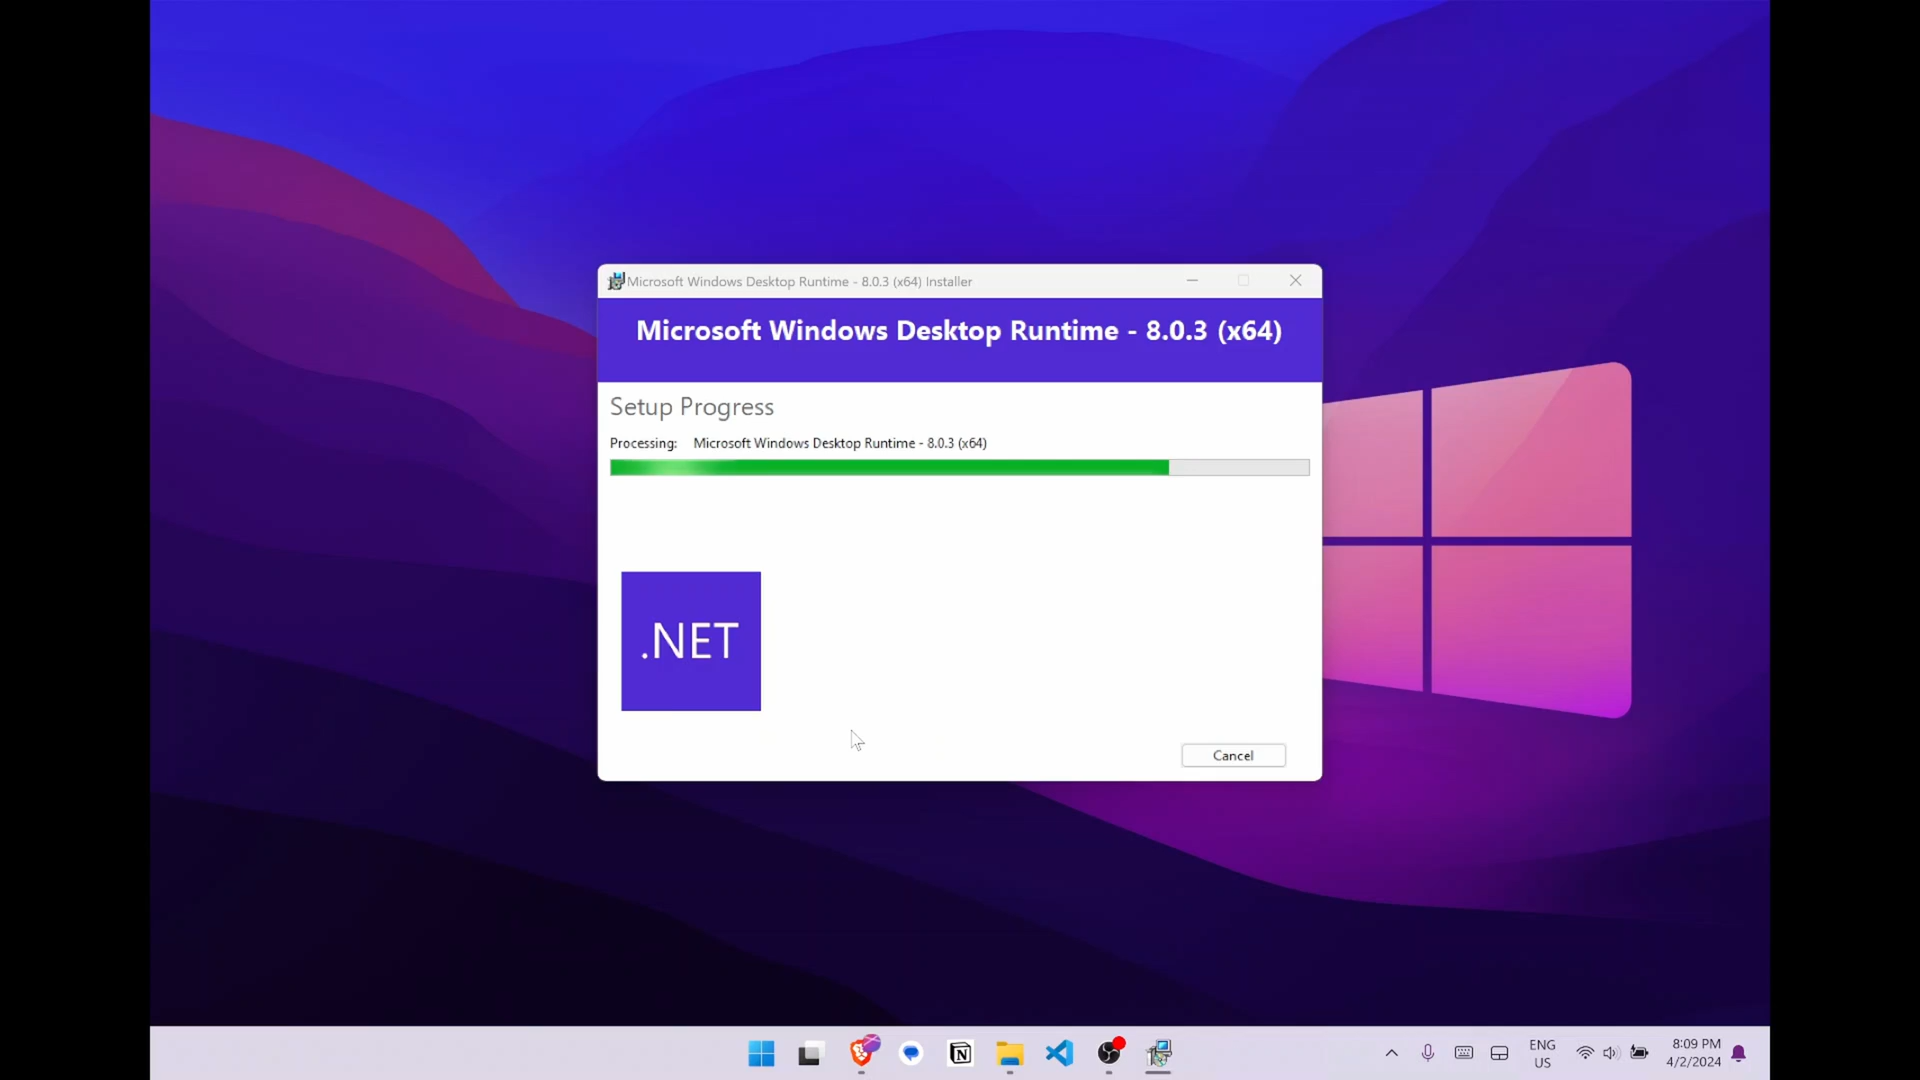 Microsoft Windows Desktop Runtime - 8.0.3 (x64) Installer
Microsoft Windows Desktop Runtime - 8.0.3 (x64)
Setup Progress
Processing: Microsoft Windows Desktop Runtime - 8.0.3 (x64)
.NET
Cancel
ENG
US
8:09 PM
4/2/2024